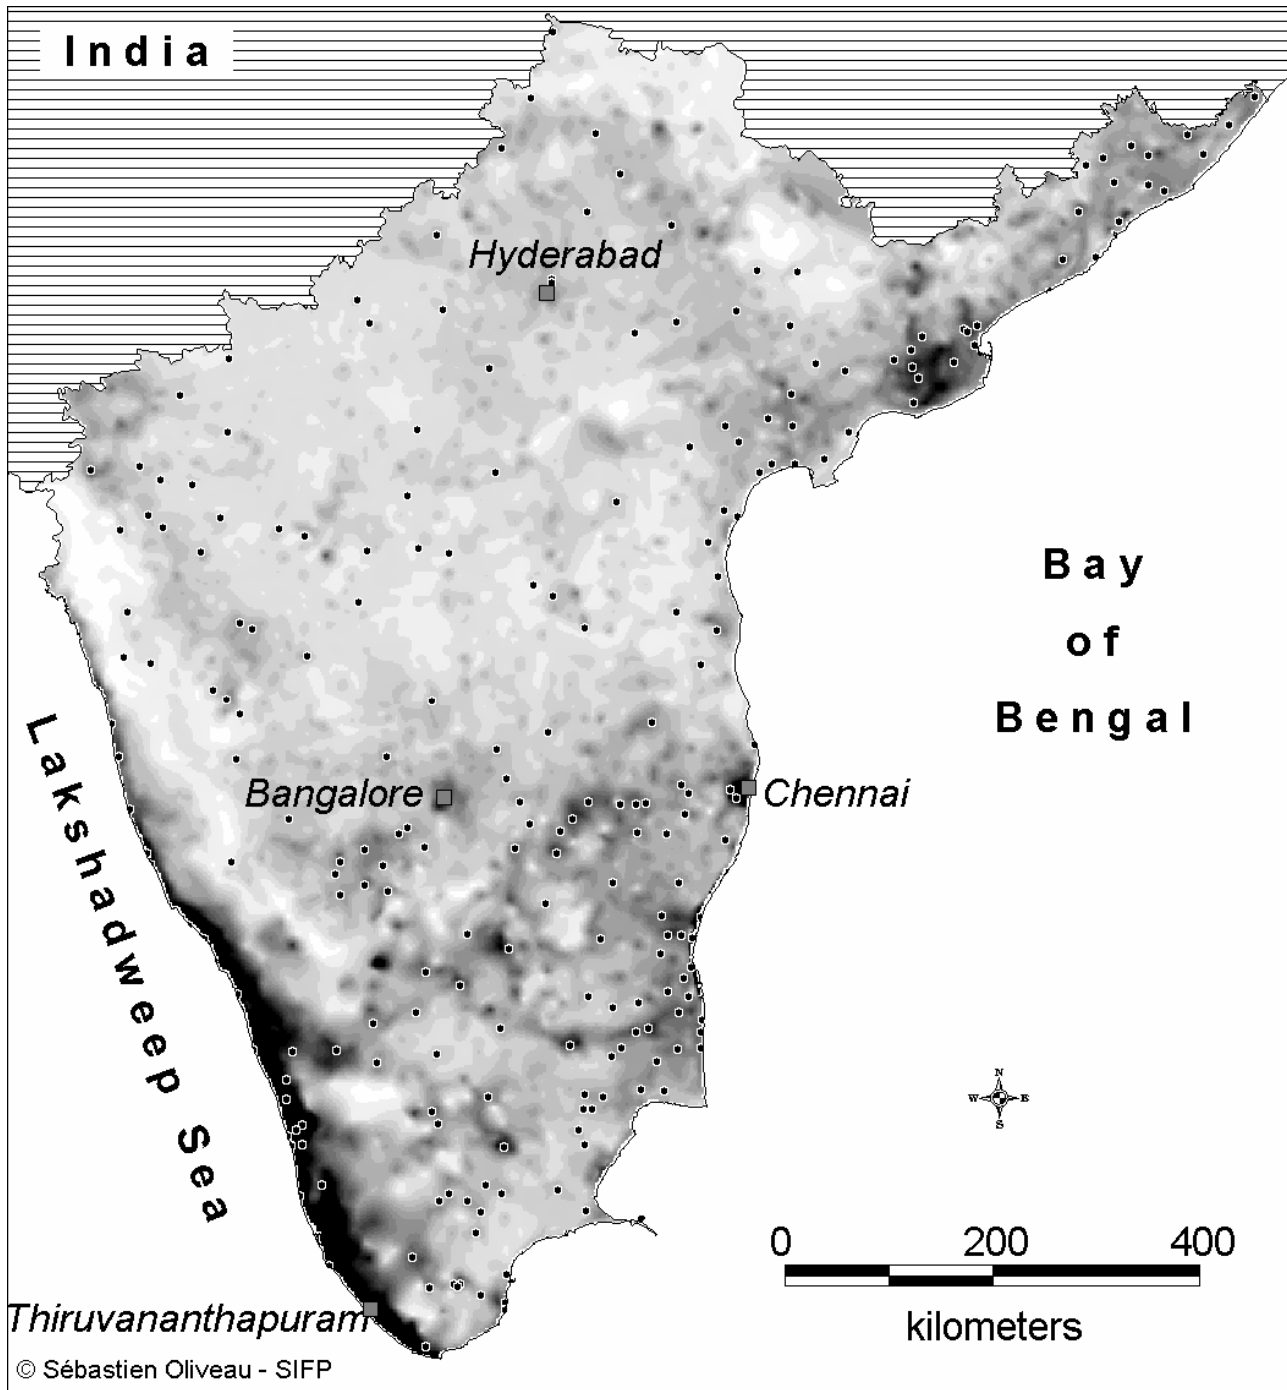 India
Hyderabad
Bay
of
Bengal
Bangalore
Chennai
Lakshadweep Sea
N
W E
S
0 200 400
kilometers
Thiruvananthapuram
© Sébastien Oliveau - SIFP